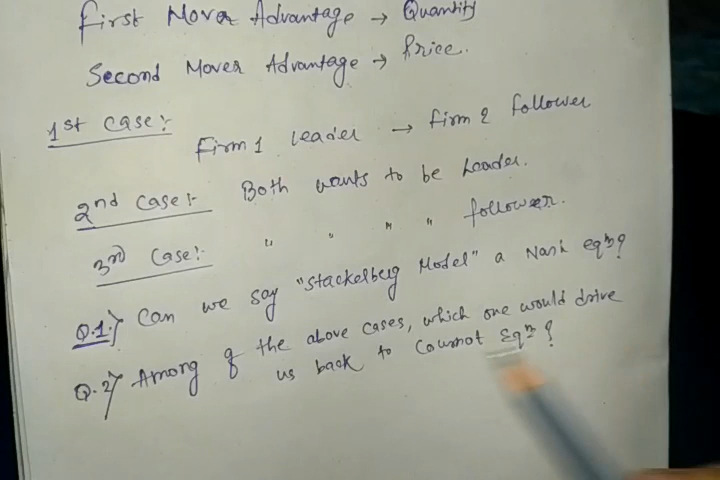 First Mover Advantage → Quantity
Second Mover Advantage → Price.
1st Case:
Firm 1 leader → firm 2 follower
2nd Case:- Both wants to be Leader.
3rd Case:- " " " " follower.
Q.1.) Can we say "Stackelberg Model" a Nash eqn?
Q.2) Among of the above cases, which one would drive
us back to Cournot Eqn?